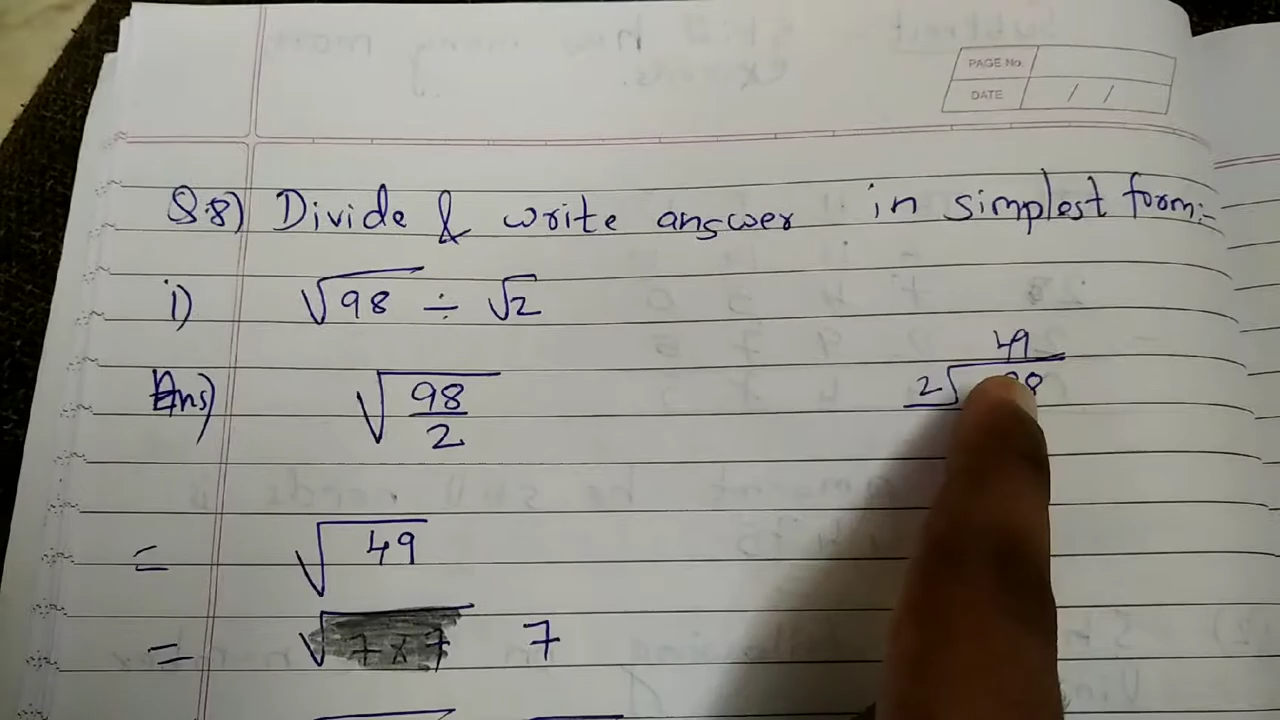 PAGE No.
DATE / /
Q.8) Divide & write answer in simplest form:-
i) √98 ÷ √2
Ans) √98/2
49
2 98
= √49
= √7×7 7